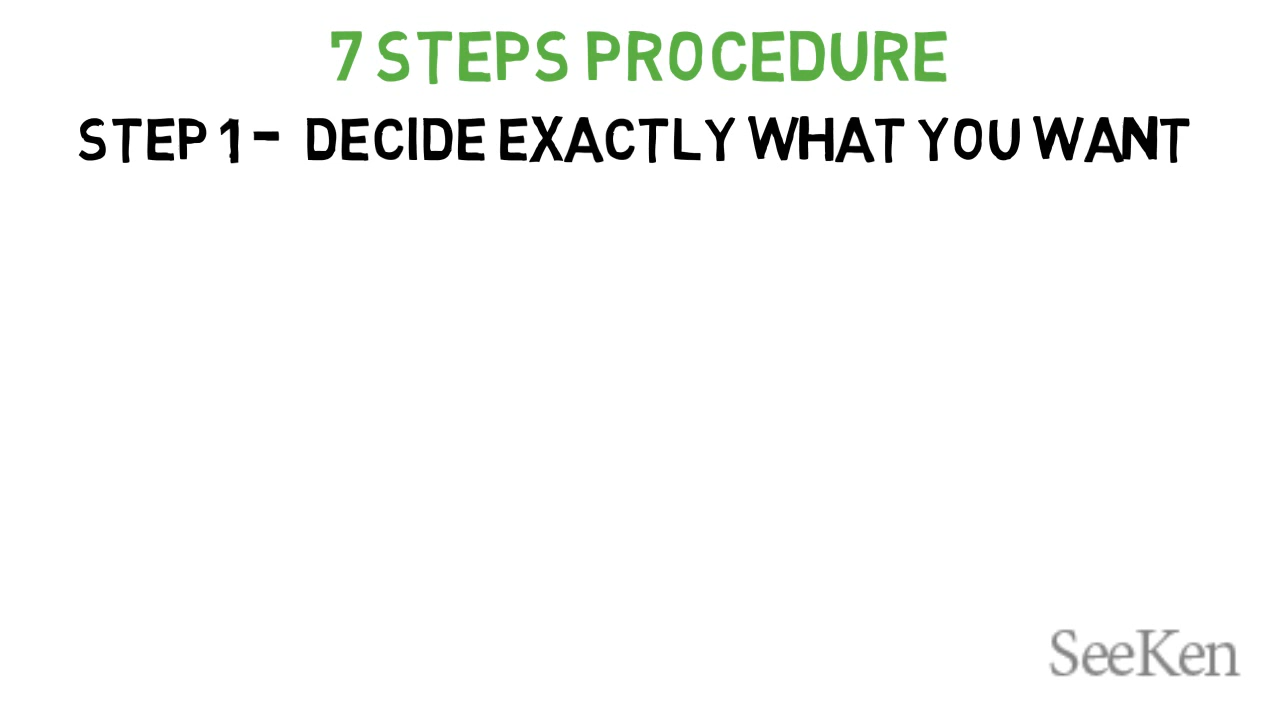 7 STEPS PROCEDURE
STEP 1 - DECIDE EXACTLY WHAT YOU WANT
SeeKen